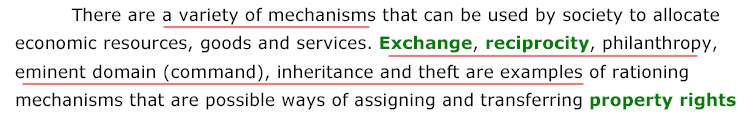 There are a variety of mechanisms that can be used by society to allocate
economic resources, goods and services. Exchange, reciprocity, philanthropy,
eminent domain (command), inheritance and theft are examples of rationing
mechanisms that are possible ways of assigning and transferring property rights